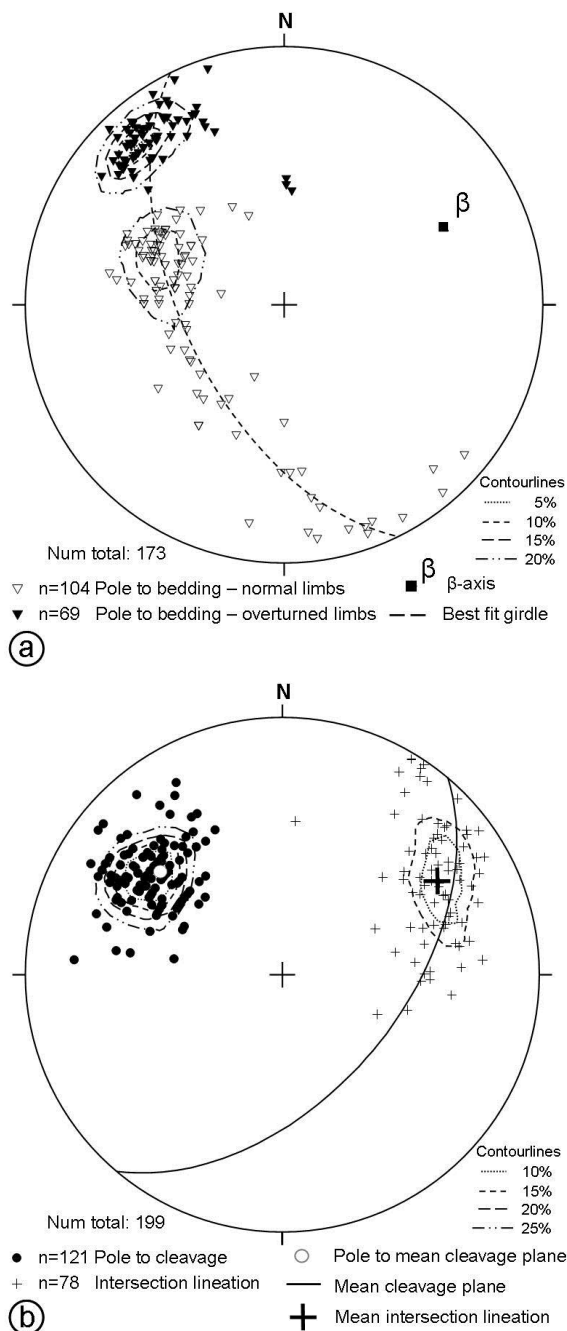 N
β
Contourlines
5%
10%
15%
20%
Num total: 173
n=104 Pole to bedding – normal limbs
β β-axis
n=69 Pole to bedding – overturned limbs
Best fit girdle
a
N
Contourlines
10%
15%
20%
25%
Num total: 199
n=121 Pole to cleavage
Pole to mean cleavage plane
n=78 Intersection lineation
Mean cleavage plane
Mean intersection lineation
b